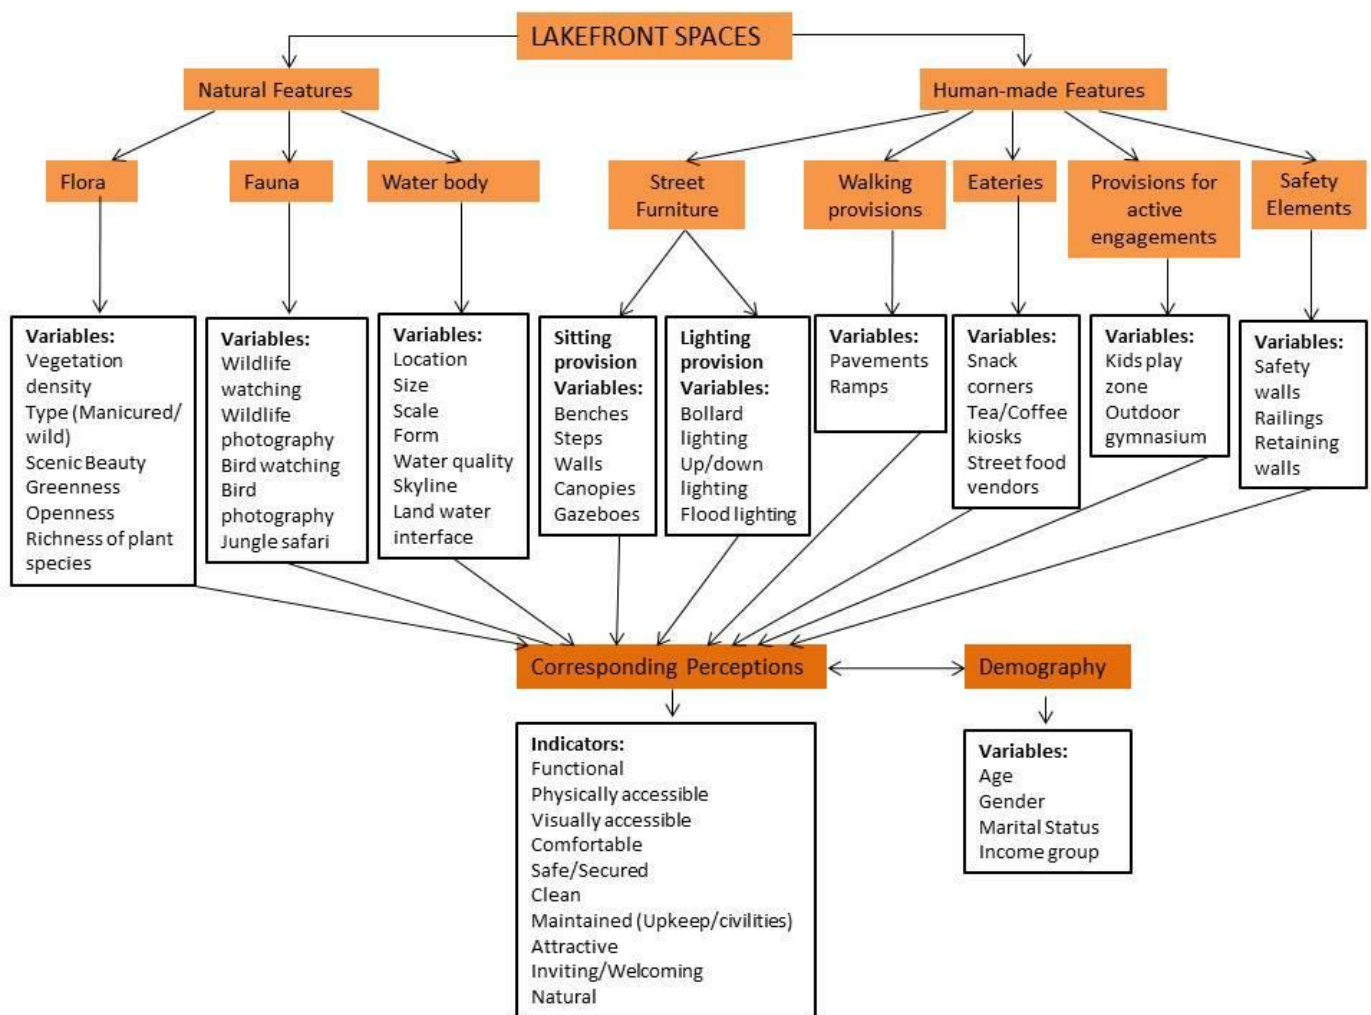 LAKEFRONT SPACES
Natural Features
Human-made Features
Flora
Fauna
Water body
Street
Furniture
Walking
provisions
Eateries
Provisions for
active
engagements
Safety
Elements
Variables:
Vegetation
density
Type (Manicured/
wild)
Scenic Beauty
Greenness
Openness
Richness of plant
species
Variables:
Wildlife
watching
Wildlife
photography
Bird watching
Bird
photography
Jungle safari
Variables:
Location
Size
Scale
Form
Water quality
Skyline
Land water
interface
Sitting
provision
Variables:
Benches
Steps
Walls
Canopies
Gazeboes
Lighting
provision
Variables:
Bollard
lighting
Up/down
lighting
Flood lighting
Variables:
Pavements
Ramps
Variables:
Snack
corners
Tea/Coffee
kiosks
Street food
vendors
Variables:
Kids play
zone
Outdoor
gymnasium
Variables:
Safety
walls
Railings
Retaining
walls
Corresponding Perceptions
Demography
Indicators:
Functional
Physically accessible
Visually accessible
Comfortable
Safe/Secured
Clean
Maintained (Upkeep/civilities)
Attractive
Inviting/Welcoming
Natural
Variables:
Age
Gender
Marital Status
Income group